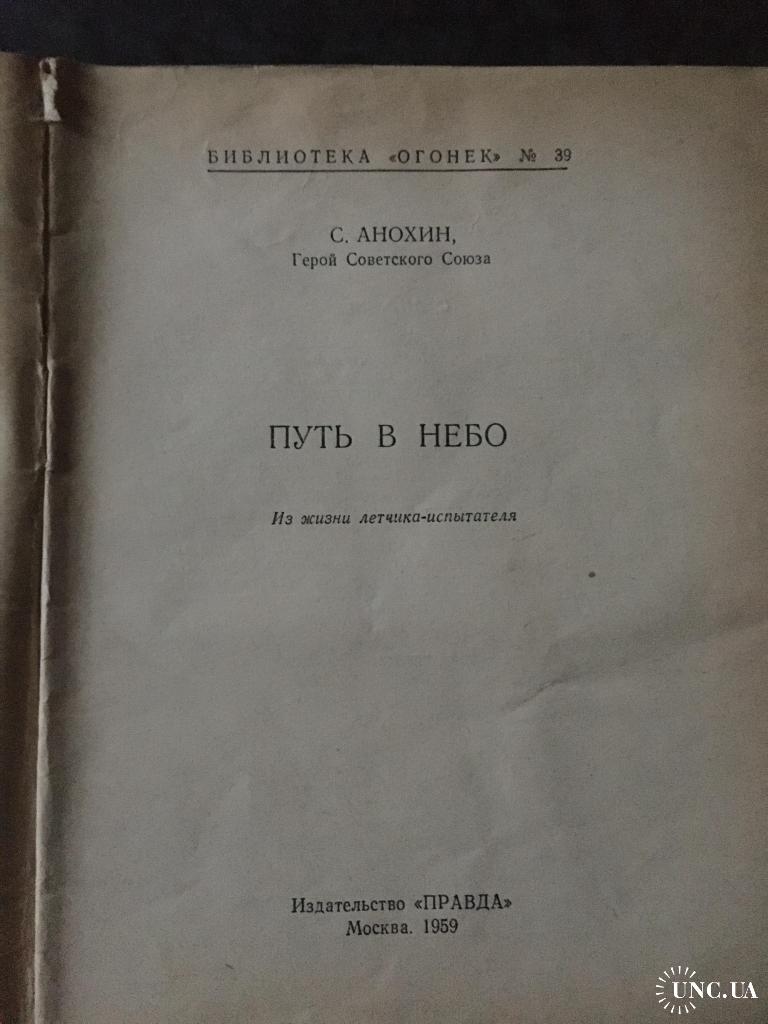 БИБЛИОТЕКА «ОГОНЕК» № 39
С. АНОХИН,
Герой Советского Союза
ПУТЬ В НЕБО
Из жизни летчика-испытателя
Издательство «ПРАВДА»
Москва. 1959
UNC.UA